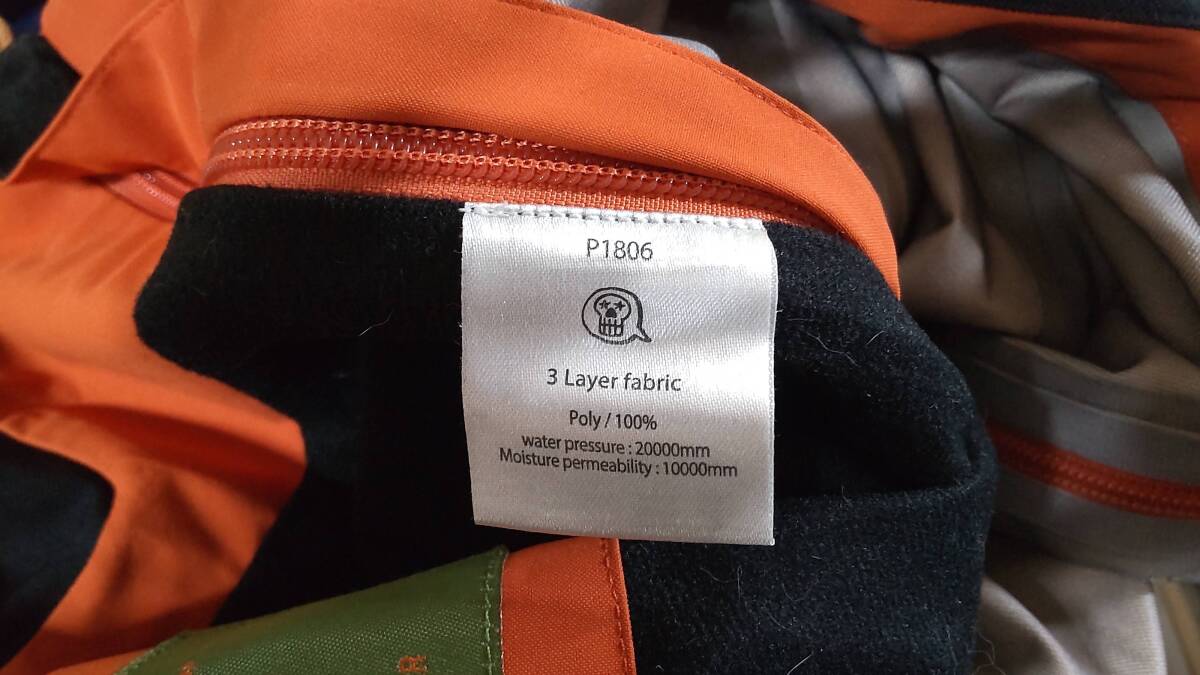 P1806
3 Layer fabric
Poly / 100%
water pressure : 20000mm
Moisture permeability : 10000mm